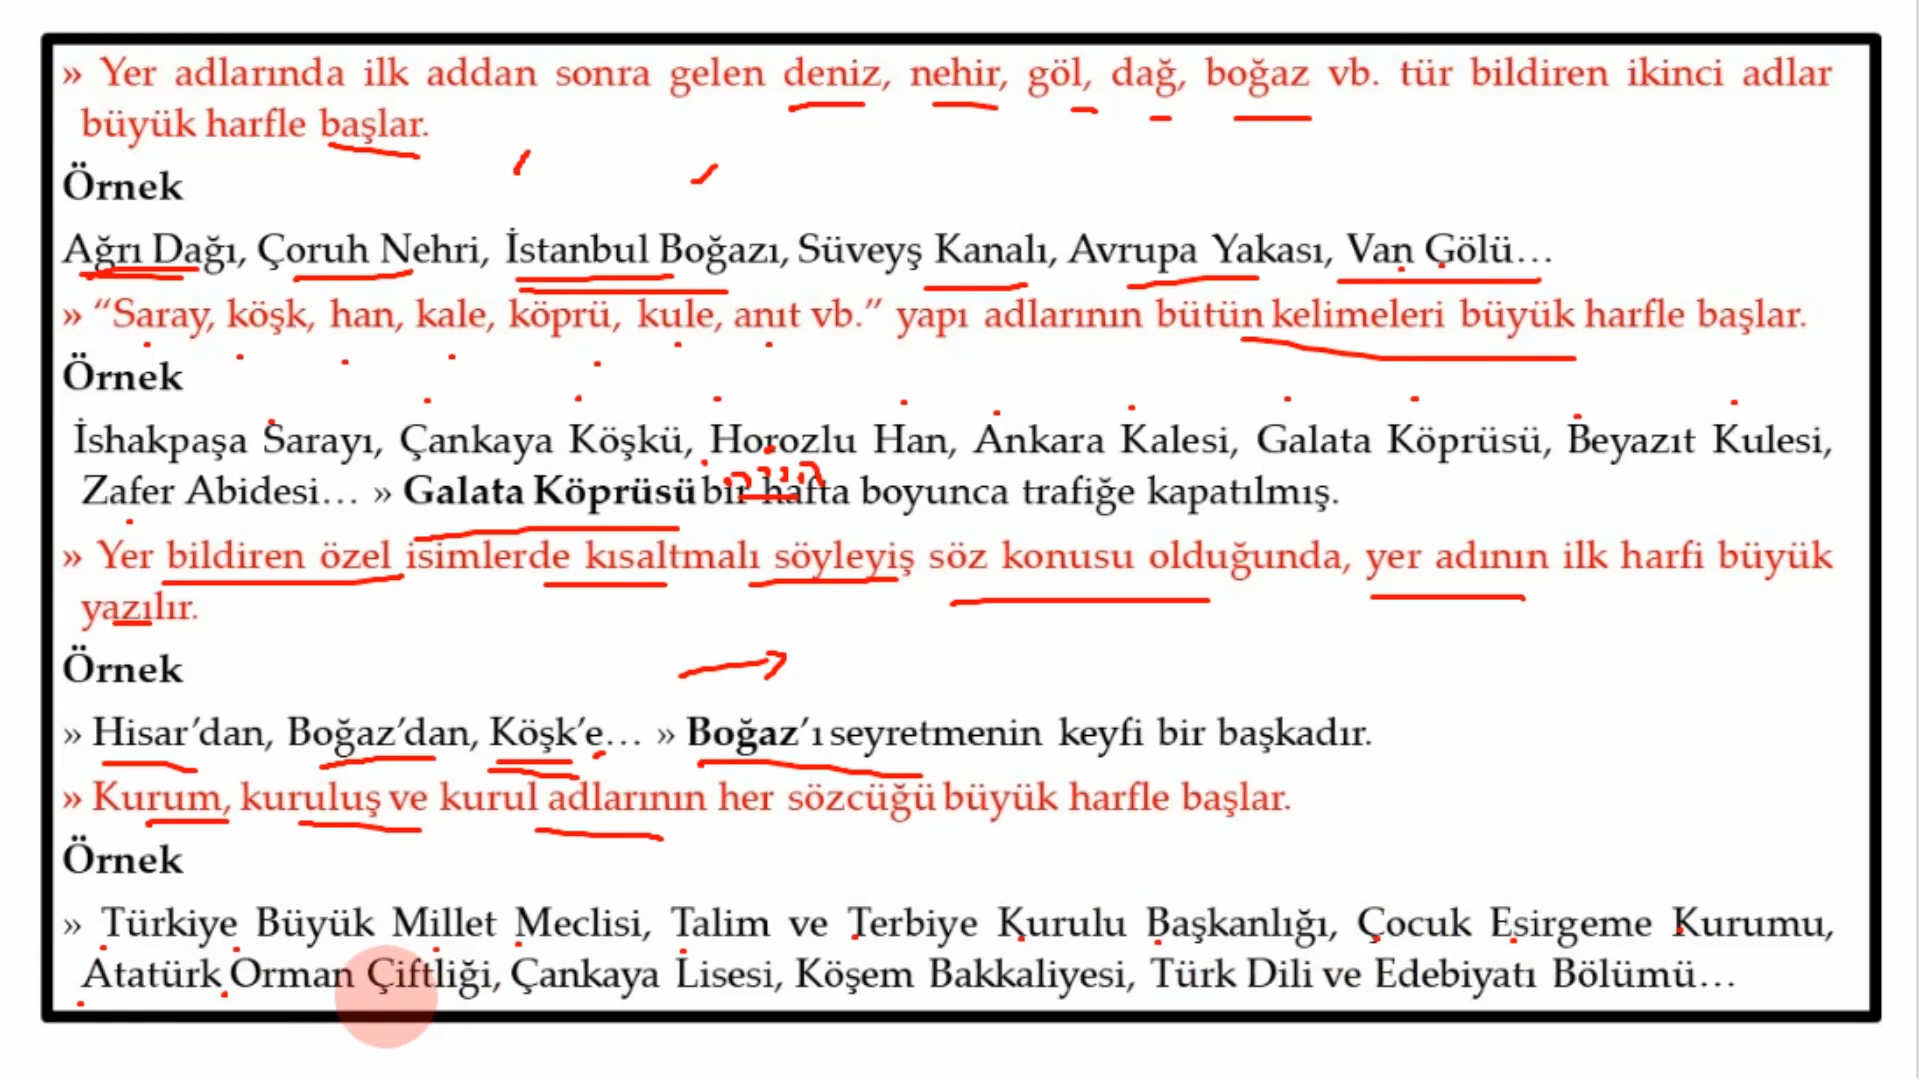 » Yer adlarında ilk addan sonra gelen deniz, nehir, göl, dağ, boğaz vb. tür bildiren ikinci adlar
büyük harfle başlar.
Örnek
Ağrı Dağı, Çoruh Nehri, İstanbul Boğazı, Süveyş Kanalı, Avrupa Yakası, Van Gölü…
» “Saray, köşk, han, kale, köprü, kule, anıt vb.” yapı adlarının bütün kelimeleri büyük harfle başlar.
Örnek
İshakpaşa Sarayı, Çankaya Köşkü, Horozlu Han, Ankara Kalesi, Galata Köprüsü, Beyazıt Kulesi,
Zafer Abidesi… » Galata Köprüsü bir hafta boyunca trafiğe kapatılmış.
» Yer bildiren özel isimlerde kısaltmalı söyleyiş söz konusu olduğunda, yer adının ilk harfi büyük
yazılır.
Örnek
» Hisar’dan, Boğaz’dan, Köşk’e… » Boğaz’ı seyretmenin keyfi bir başkadır.
» Kurum, kuruluş ve kurul adlarının her sözcüğü büyük harfle başlar.
Örnek
» Türkiye Büyük Millet Meclisi, Talim ve Terbiye Kurulu Başkanlığı, Çocuk Esirgeme Kurumu,
Atatürk Orman Çiftliği, Çankaya Lisesi, Köşem Bakkaliyesi, Türk Dili ve Edebiyatı Bölümü…